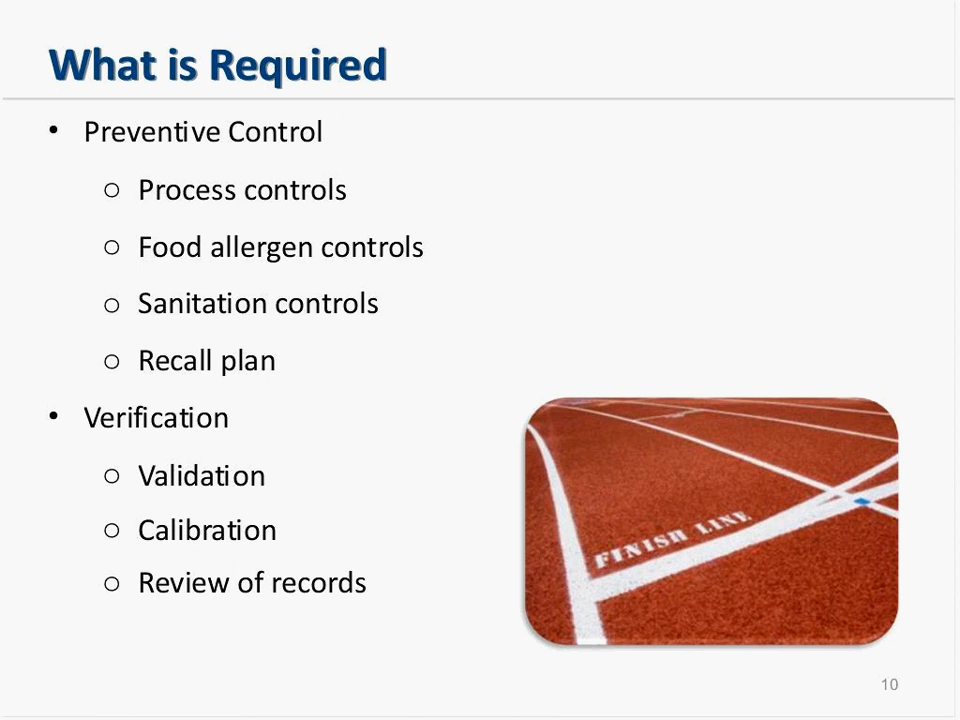 What is Required
• Preventive Control
○ Process controls
○ Food allergen controls
○ Sanitation controls
○ Recall plan
• Verification
○ Validation
○ Calibration
○ Review of records
FINISH LINE
10